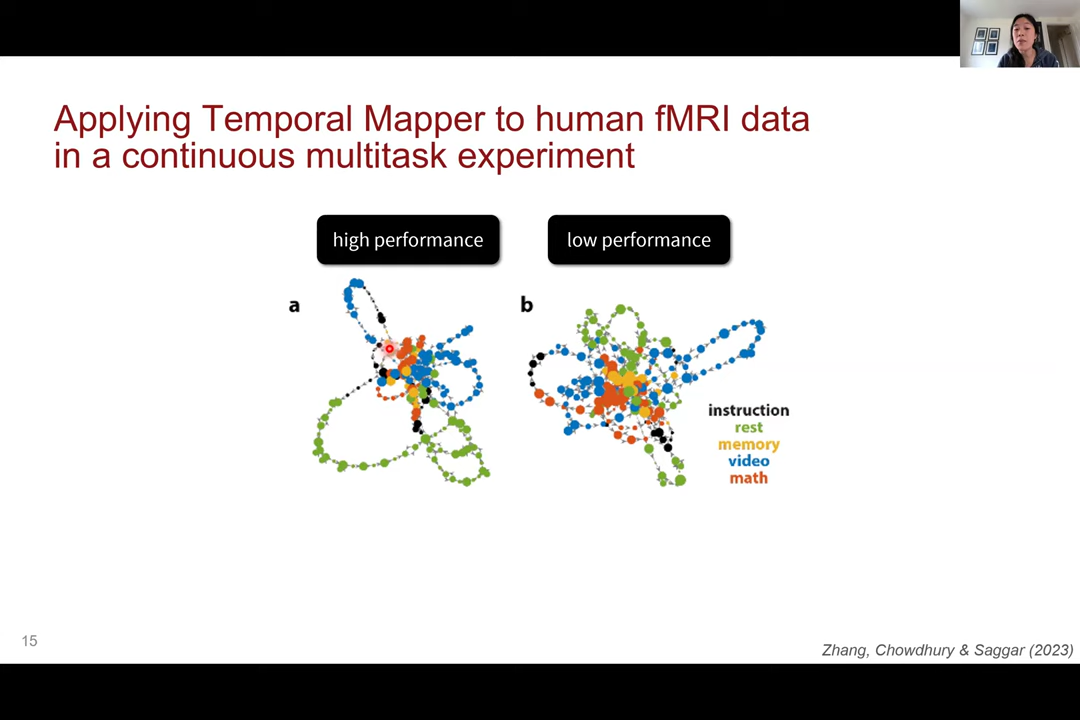 Applying Temporal Mapper to human fMRI data
in a continuous multitask experiment
high performance
low performance
a
b
instruction
rest
memory
video
math
15
Zhang, Chowdhury & Saggar (2023)